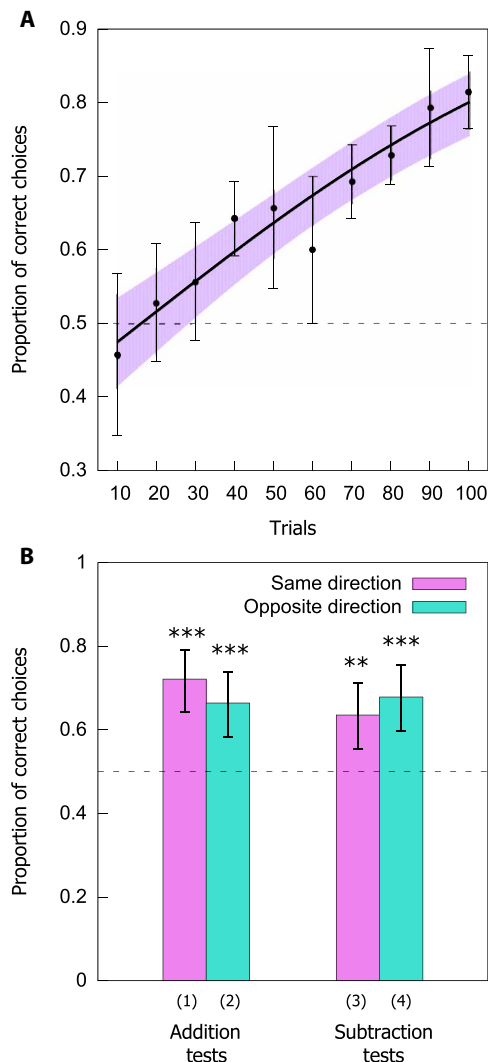 A
0.9
0.8
0.7
0.6
0.5
0.4
0.3
Proportion of correct choices
10 20 30 40 50 60 70 80 90 100
Trials
B
1
0.8
0.6
0.4
0.2
0
Proportion of correct choices
Same direction
Opposite direction
*** *** ** ***
(1) (2) (3) (4)
Addition Subtraction
tests tests